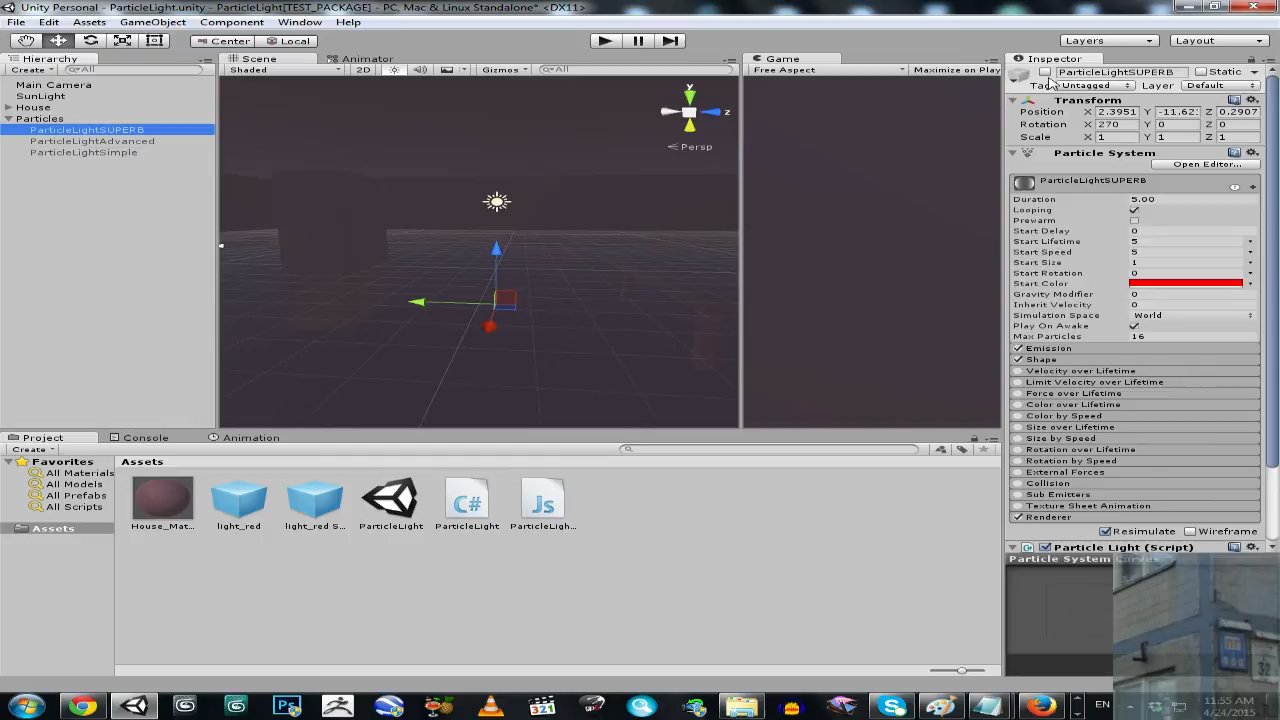 Unity Personal - ParticleLight.unity - ParticleLight[TEST_PACKAGE] - PC, Mac & Linux Standalone* <DX11>
File Edit Assets GameObject Component Window Help
Center Local Layers Layout
Hierarchy Scene Animator Game Inspector
Create All Shaded 2D Gizmos All Free Aspect Maximize on Play
ParticleLightSUPERB Static
Untagged Layer Default
Main Camera
SunLight
House
Particles
ParticleLightSUPERB
ParticleLightAdvanced
ParticleLightSimple
y
z
Persp
Transform
Position X 2.3951 Y -11.62: Z 0.2907
Rotation X 270 Y 0 Z 0
Scale X 1 Y 1 Z 1
Particle System
Open Editor...
ParticleLightSUPERB
Duration 5.00
Looping
Prewarm
Start Delay 0
Start Lifetime 5
Start Speed 5
Start Size 1
Start Rotation 0
Start Color
Gravity Modifier 0
Inherit Velocity 0
Simulation Space World
Play On Awake
Max Particles 16
Emission
Shape
Velocity over Lifetime
Limit Velocity over Lifetime
Force over Lifetime
Color over Lifetime
Color by Speed
Size over Lifetime
Size by Speed
Rotation over Lifetime
Rotation by Speed
External Forces
Collision
Sub Emitters
Texture Sheet Animation
Renderer
Resimulate Wireframe
Particle Light (Script)
Particle System Curves
Project Console Animation
Create
Favorites
All Materials
All Models
All Prefabs
All Scripts
Assets
Assets
House_Mat... light_red light_red S... ParticleLight ParticleLight ParticleLigh...
C# Js
321
EN
32
11:55 AM
4/24/2015